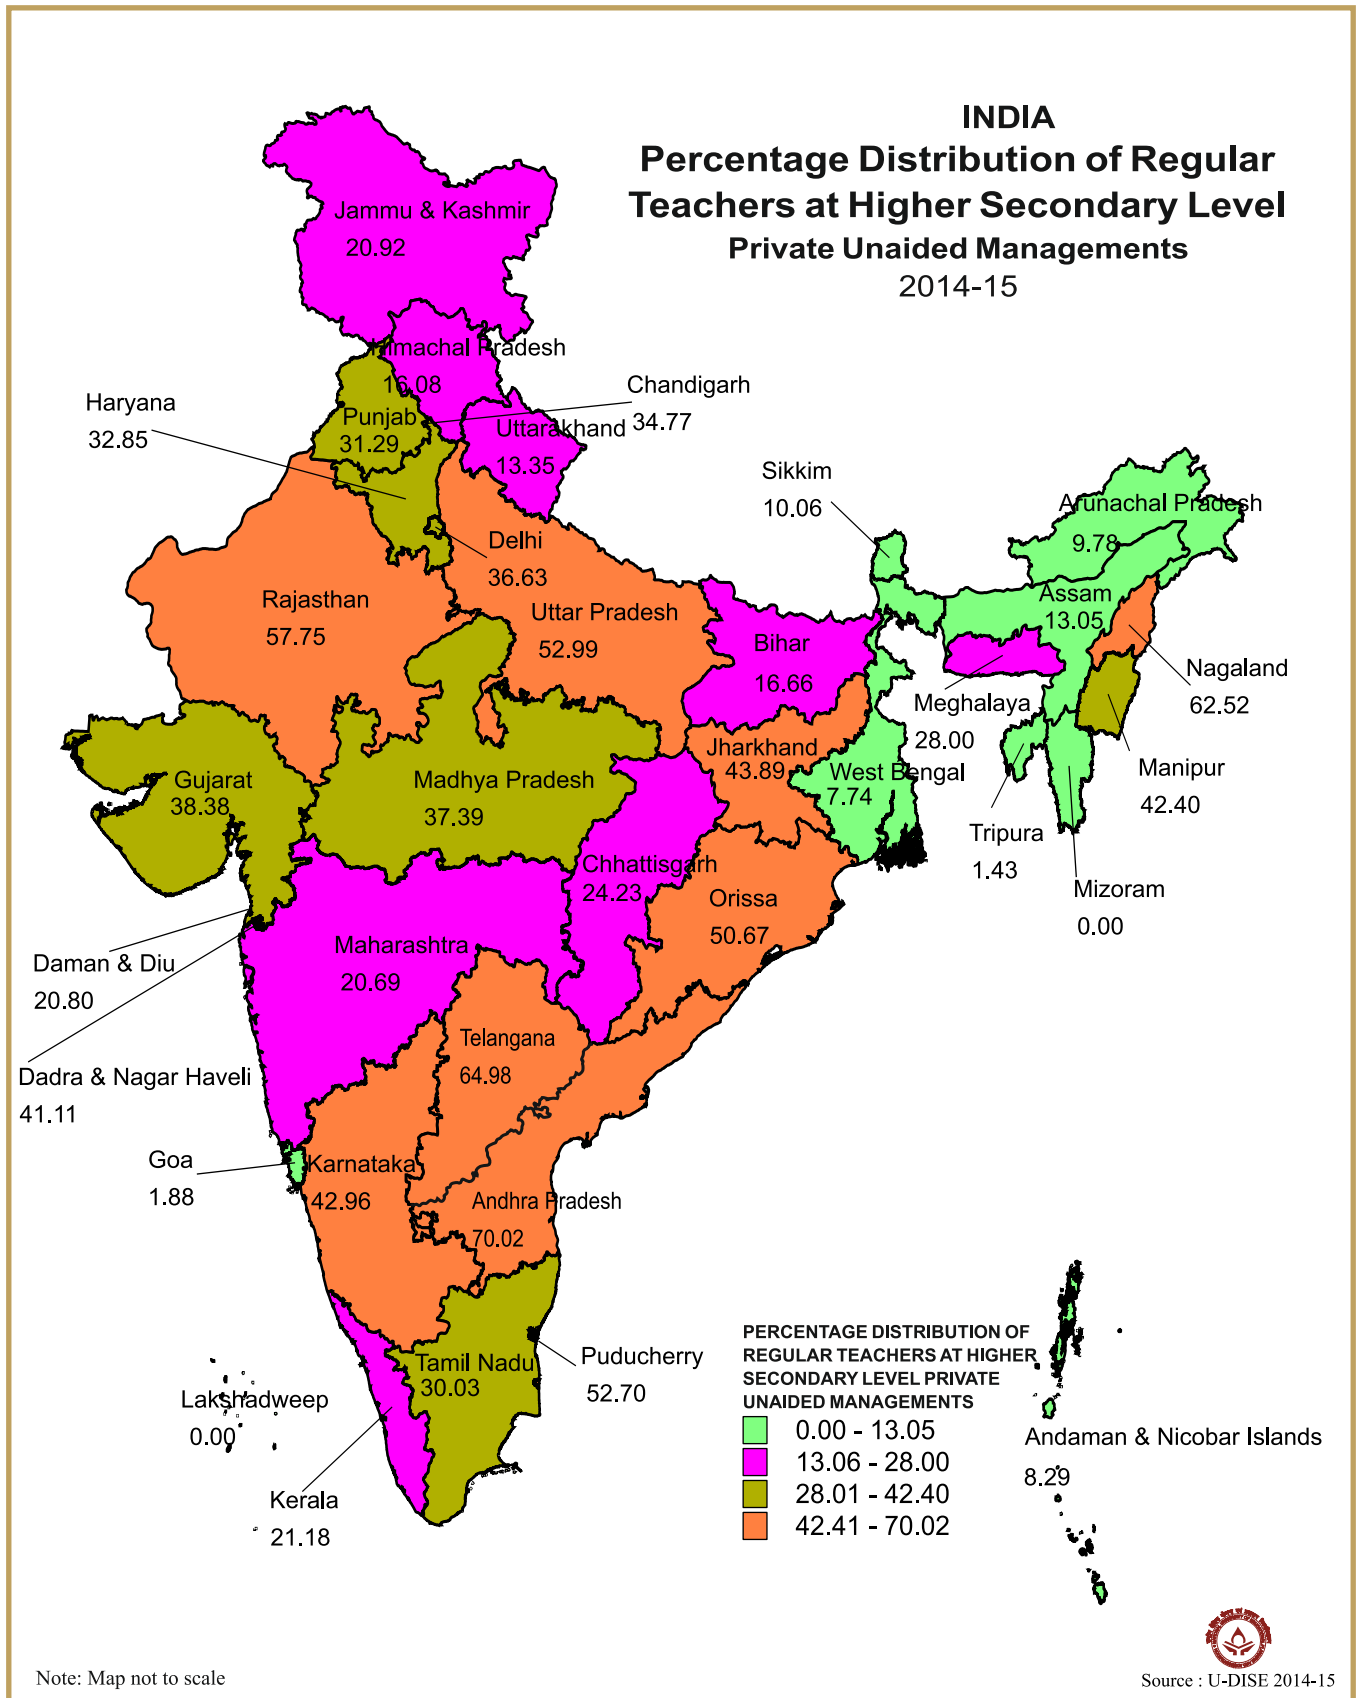 INDIA
Percentage Distribution of Regular
Teachers at Higher Secondary Level
Private Unaided Managements
2014-15
Jammu & Kashmir
20.92
Himachal Pradesh
16.08
Chandigarh
34.77
Haryana
32.85
Punjab
31.29
Uttarakhand
13.35
Sikkim
10.06
Arunachal Pradesh
9.78
Delhi
36.63
Rajasthan
57.75
Uttar Pradesh
52.99
Assam
13.05
Bihar
16.66
Nagaland
62.52
Meghalaya
28.00
Jharkhand
43.89
West Bengal
7.74
Gujarat
38.38
Madhya Pradesh
37.39
Manipur
42.40
Tripura
1.43
Mizoram
0.00
Chhattisgarh
24.23
Orissa
50.67
Maharashtra
20.69
Daman & Diu
20.80
Telangana
64.98
Dadra & Nagar Haveli
41.11
Goa
1.88
Karnataka
42.96
Andhra Pradesh
70.02
Tamil Nadu
30.03
Puducherry
52.70
Lakshadweep
0.00
Kerala
21.18
Andaman & Nicobar Islands
8.29
PERCENTAGE DISTRIBUTION OF
REGULAR TEACHERS AT HIGHER
SECONDARY LEVEL PRIVATE
UNAIDED MANAGEMENTS
0.00 - 13.05
13.06 - 28.00
28.01 - 42.40
42.41 - 70.02
Note: Map not to scale
Source : U-DISE 2014-15